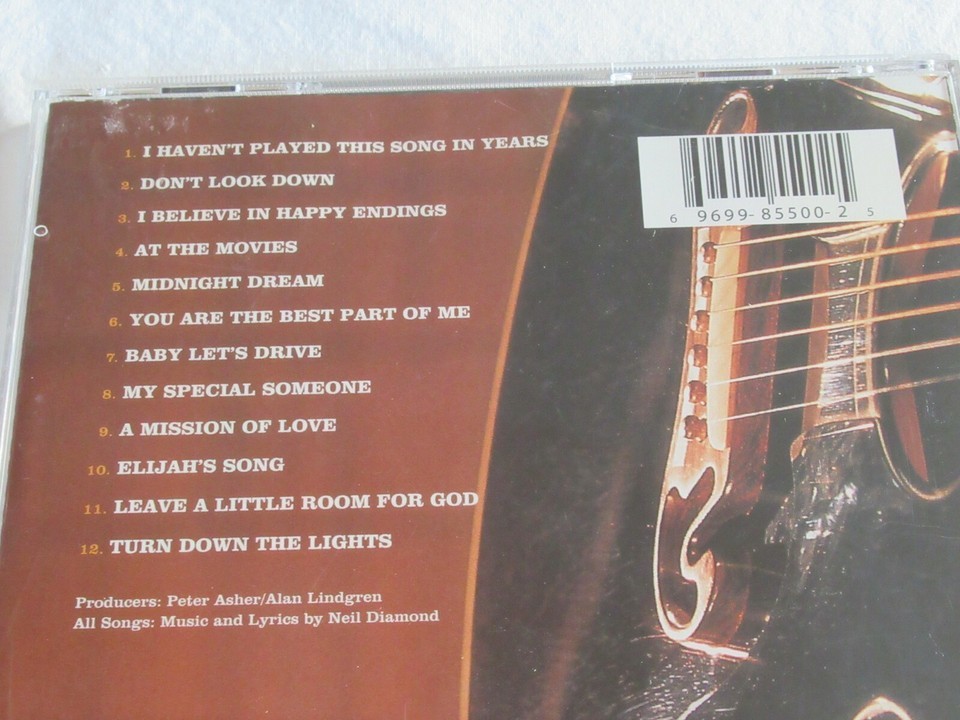 1. I HAVEN'T PLAYED THIS SONG IN YEARS
2. DON'T LOOK DOWN
3. I BELIEVE IN HAPPY ENDINGS
4. AT THE MOVIES
5. MIDNIGHT DREAM
6. YOU ARE THE BEST PART OF ME
7. BABY LET'S DRIVE
8. MY SPECIAL SOMEONE
9. A MISSION OF LOVE
10. ELIJAH'S SONG
11. LEAVE A LITTLE ROOM FOR GOD
12. TURN DOWN THE LIGHTS
Producers: Peter Asher/Alan Lindgren
All Songs: Music and Lyrics by Neil Diamond
6 9699-85500-2 5